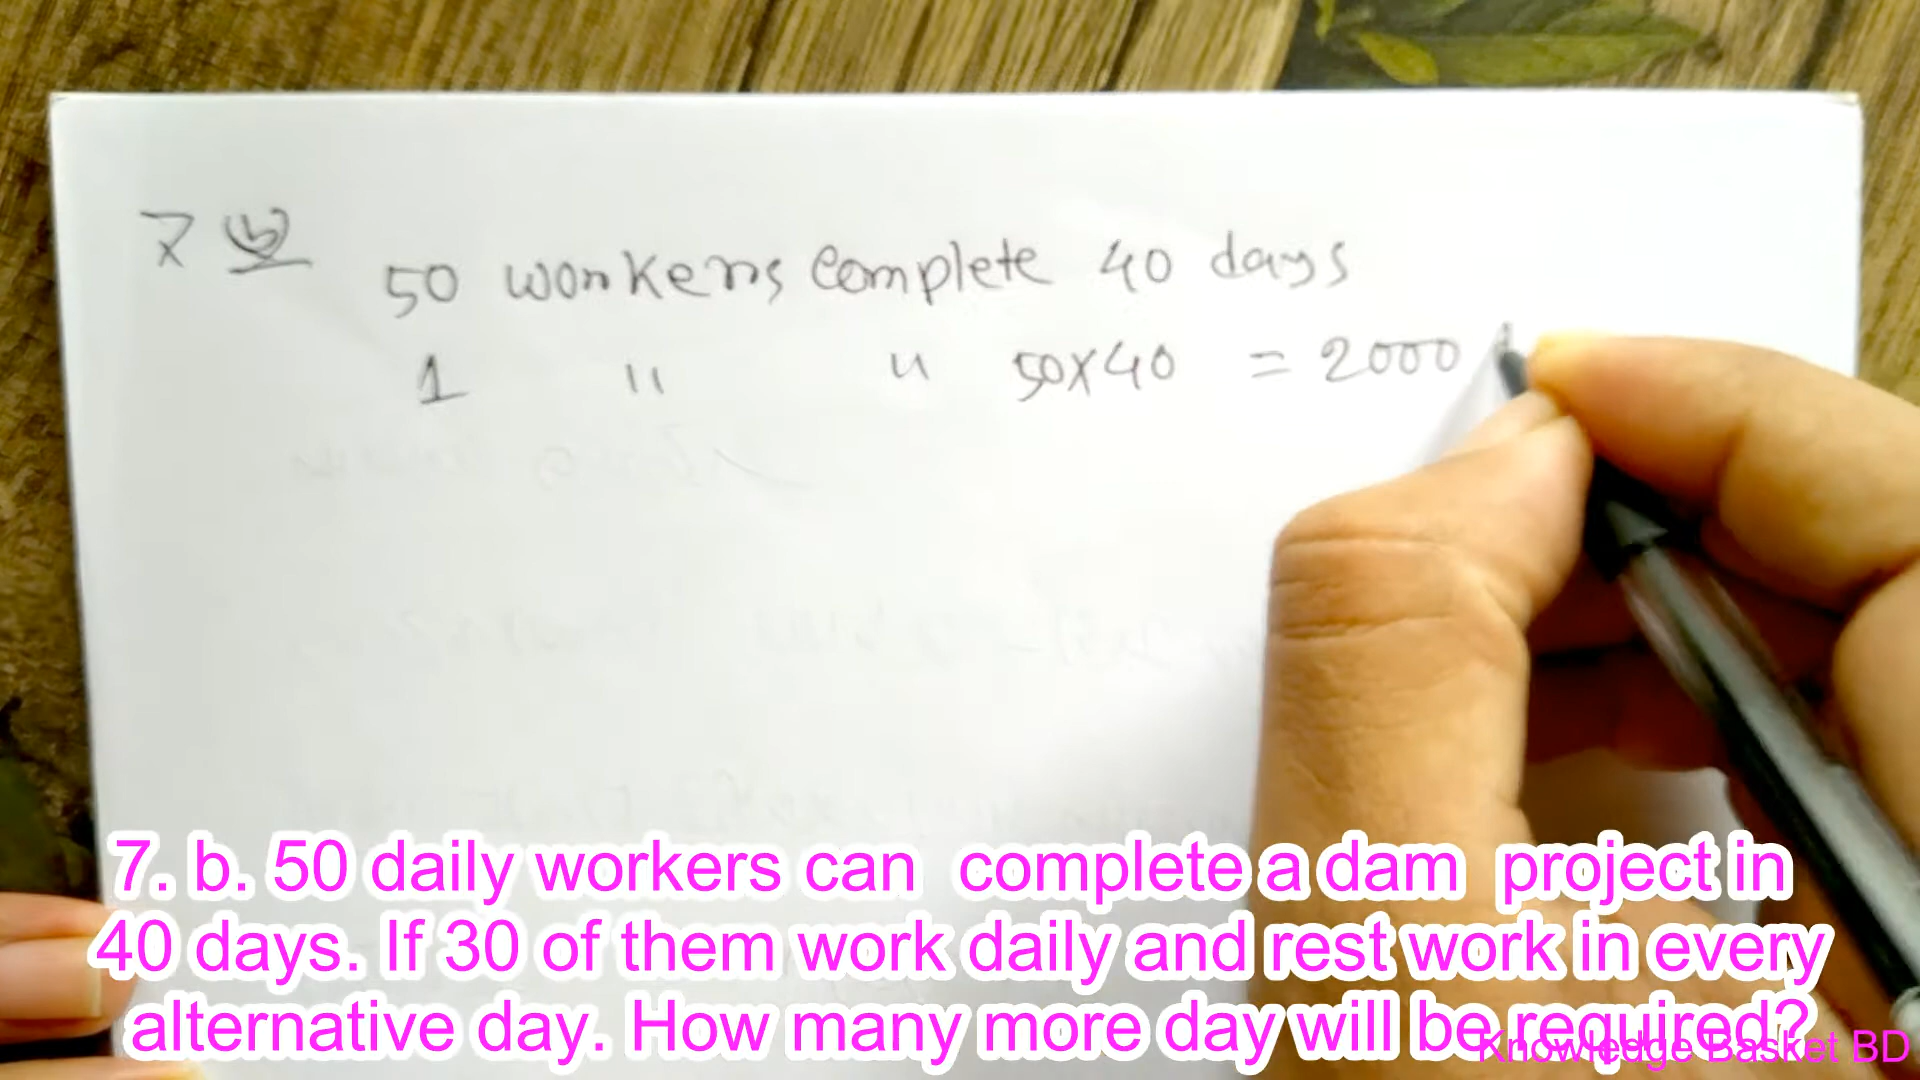 7 (b)
50 workers complete 40 days
1 " " 50x40 = 2000
7. b. 50 daily workers can complete a dam project in
40 days. If 30 of them work daily and rest work in every
alternative day. How many more day will be required?
Knowledge Basket BD